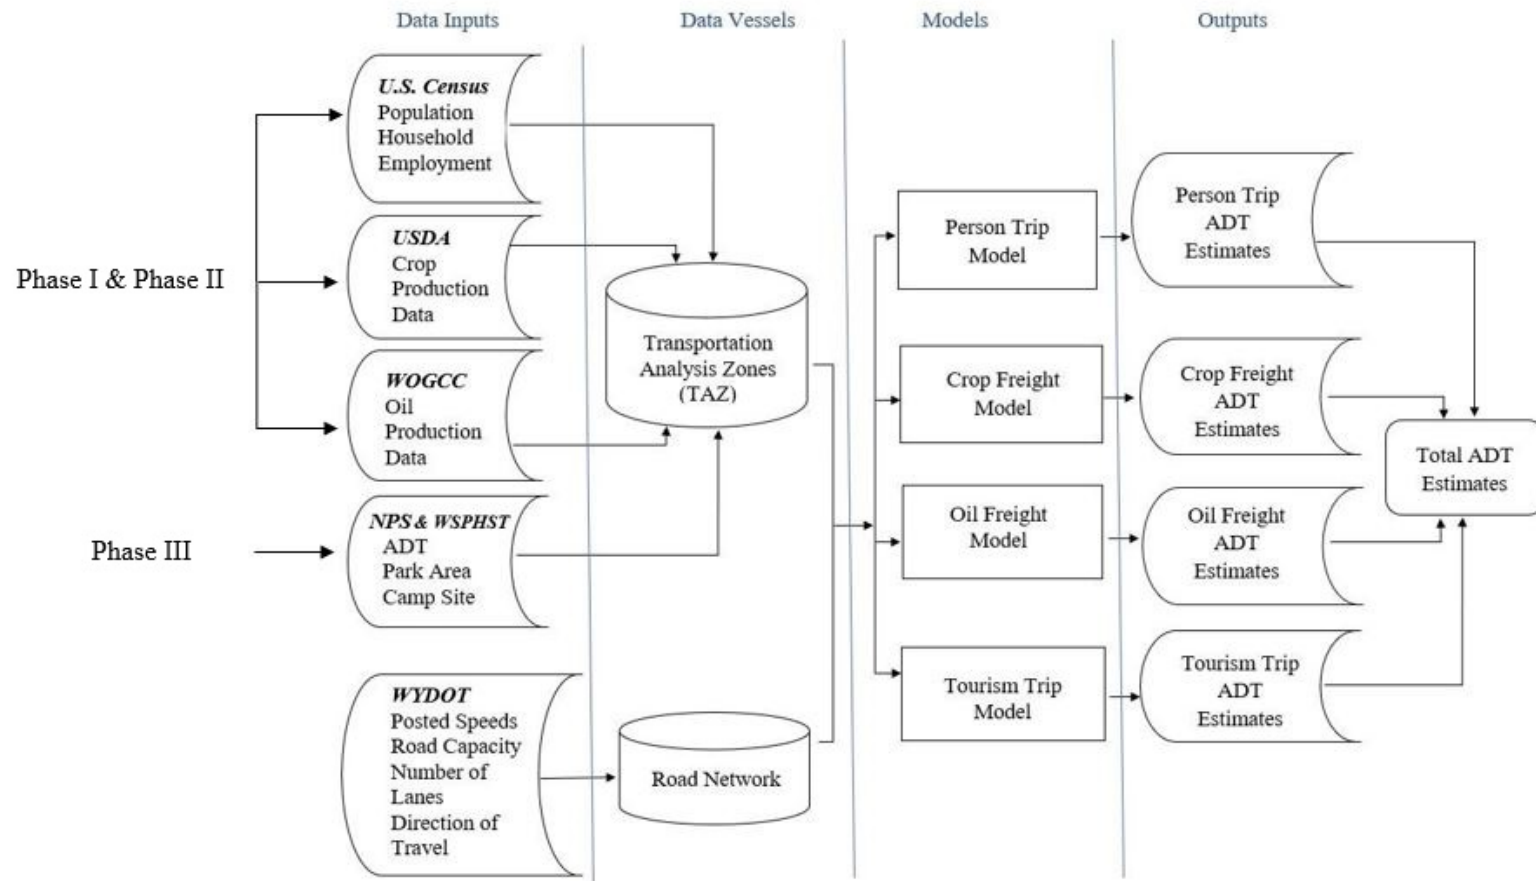 Data Inputs
Data Vessels
Models
Outputs
Phase I & Phase II
Phase III
U.S. Census
Population
Household
Employment
USDA
Crop
Production
Data
WOGCC
Oil
Production
Data
NPS & WSPHST
ADT
Park Area
Camp Site
WYDOT
Posted Speeds
Road Capacity
Number of
Lanes
Direction of
Travel
Transportation
Analysis Zones
(TAZ)
Road Network
Person Trip
Model
Crop Freight
Model
Oil Freight
Model
Tourism Trip
Model
Person Trip
ADT
Estimates
Crop Freight
ADT
Estimates
Oil Freight
ADT
Estimates
Tourism Trip
ADT
Estimates
Total ADT
Estimates